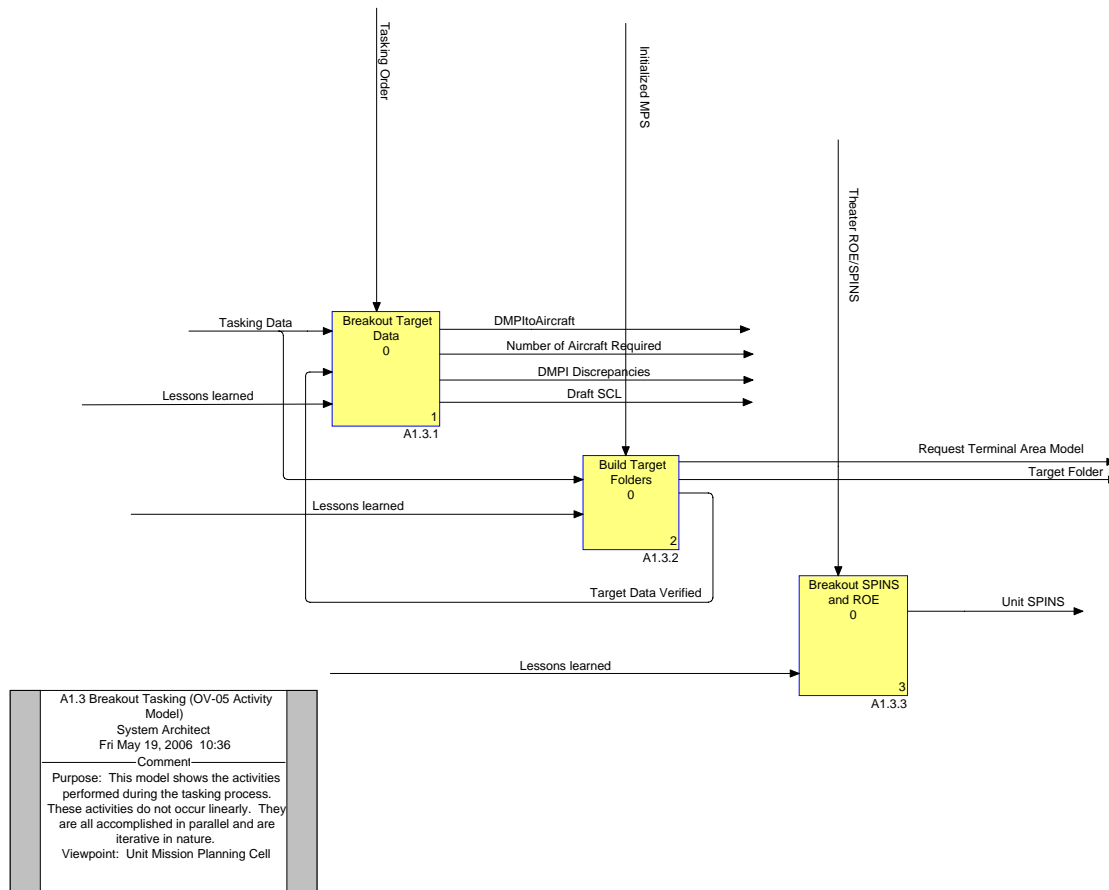 Tasking Order
Initialized MPS
Theater ROE/SPINS
Tasking Data
Lessons learned
Breakout Target
Data
0
1
A1.3.1
DMPItoAircraft
Number of Aircraft Required
DMPI Discrepancies
Draft SCL
Lessons learned
Build Target
Folders
0
2
A1.3.2
Request Terminal Area Model
Target Folder
Target Data Verified
Breakout SPINS
and ROE
0
3
A1.3.3
Unit SPINS
Lessons learned
A1.3 Breakout Tasking (OV-05 Activity
Model)
System Architect
Fri May 19, 2006 10:36
Comment
Purpose: This model shows the activities
performed during the tasking process.
These activities do not occur linearly. They
are all accomplished in parallel and are
iterative in nature.
Viewpoint: Unit Mission Planning Cell